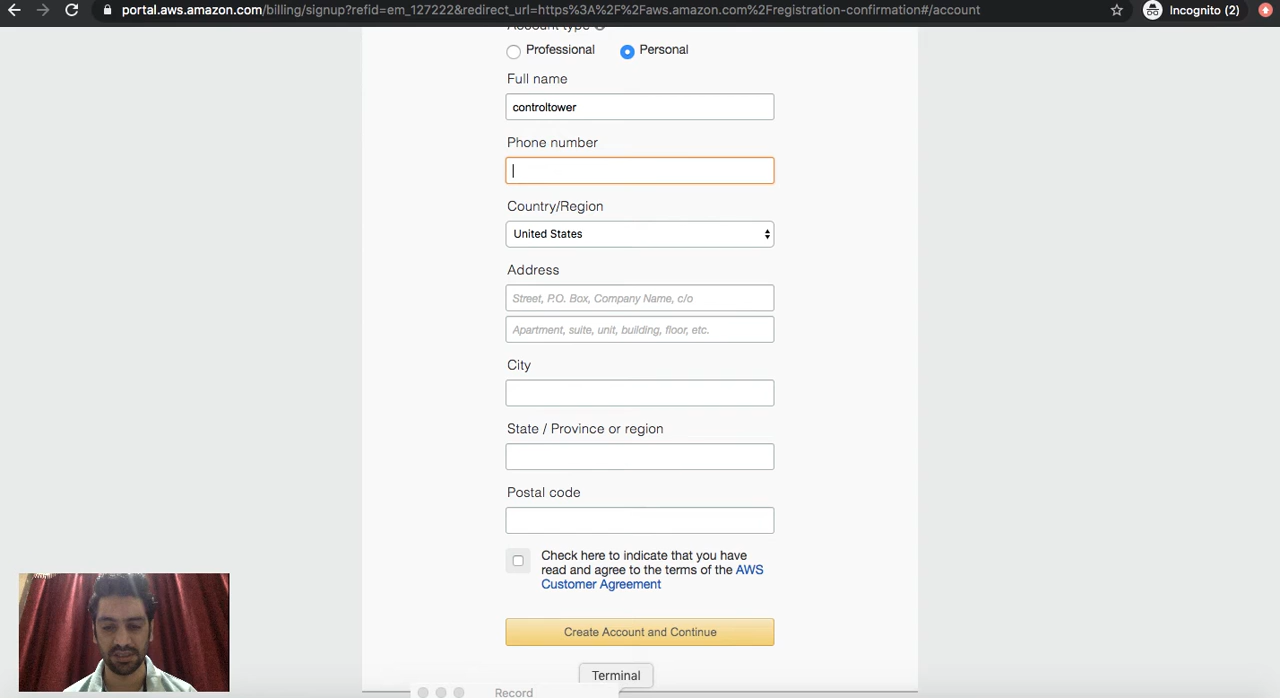 portal.aws.amazon.com/billing/signup?refid=em_127222&redirect_url=https%3A%2F%2Faws.amazon.com%2Fregistration-confirmation#/account
Incognito (2)
Account type
Professional
Personal
Full name
controltower
Phone number
Country/Region
United States
Address
Street, P.O. Box, Company Name, c/o
Apartment, suite, unit, building, floor, etc.
City
State / Province or region
Postal code
Check here to indicate that you have
read and agree to the terms of the AWS
Customer Agreement
Create Account and Continue
Terminal
Record